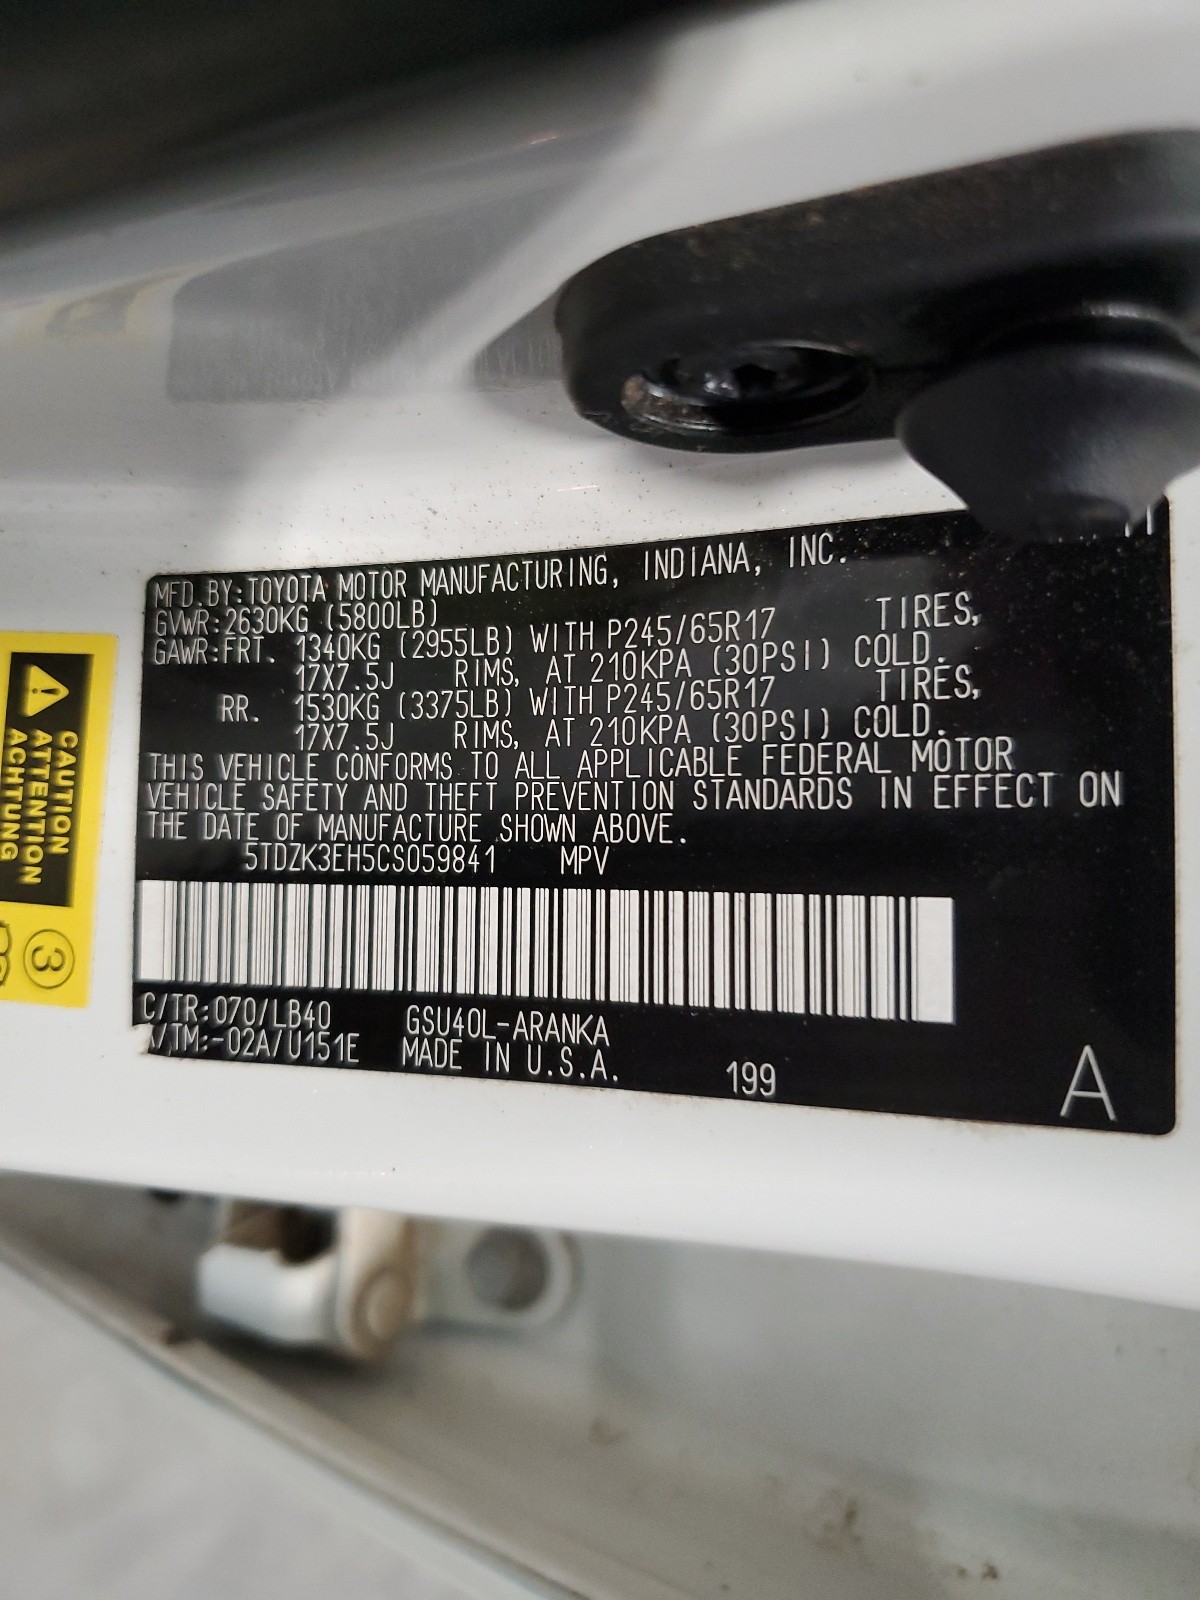 11
MFD. BY: TOYOTA MOTOR MANUFACTURING, INDIANA, INC.
GVWR: 2630KG (5800LB)
GAWR: FRT. 1340KG (2955LB) WITH P245/65R17 TIRES,
17X7.5J RIMS, AT 210KPA (30PSI) COLD.
RR. 1530KG (3375LB) WITH P245/65R17 TIRES,
17X7.5J RIMS, AT 210KPA (30PSI) COLD.
THIS VEHICLE CONFORMS TO ALL APPLICABLE FEDERAL MOTOR
VEHICLE SAFETY AND THEFT PREVENTION STANDARDS IN EFFECT ON
THE DATE OF MANUFACTURE SHOWN ABOVE.
5TDZK3EH5CS059841 MPV
C/TR: 070/LB40 GSU40L-ARANKA
/TM:-02A/U151E MADE IN U.S.A. 199 A
CAUTION
ATTENTION
ACHTUNG
3